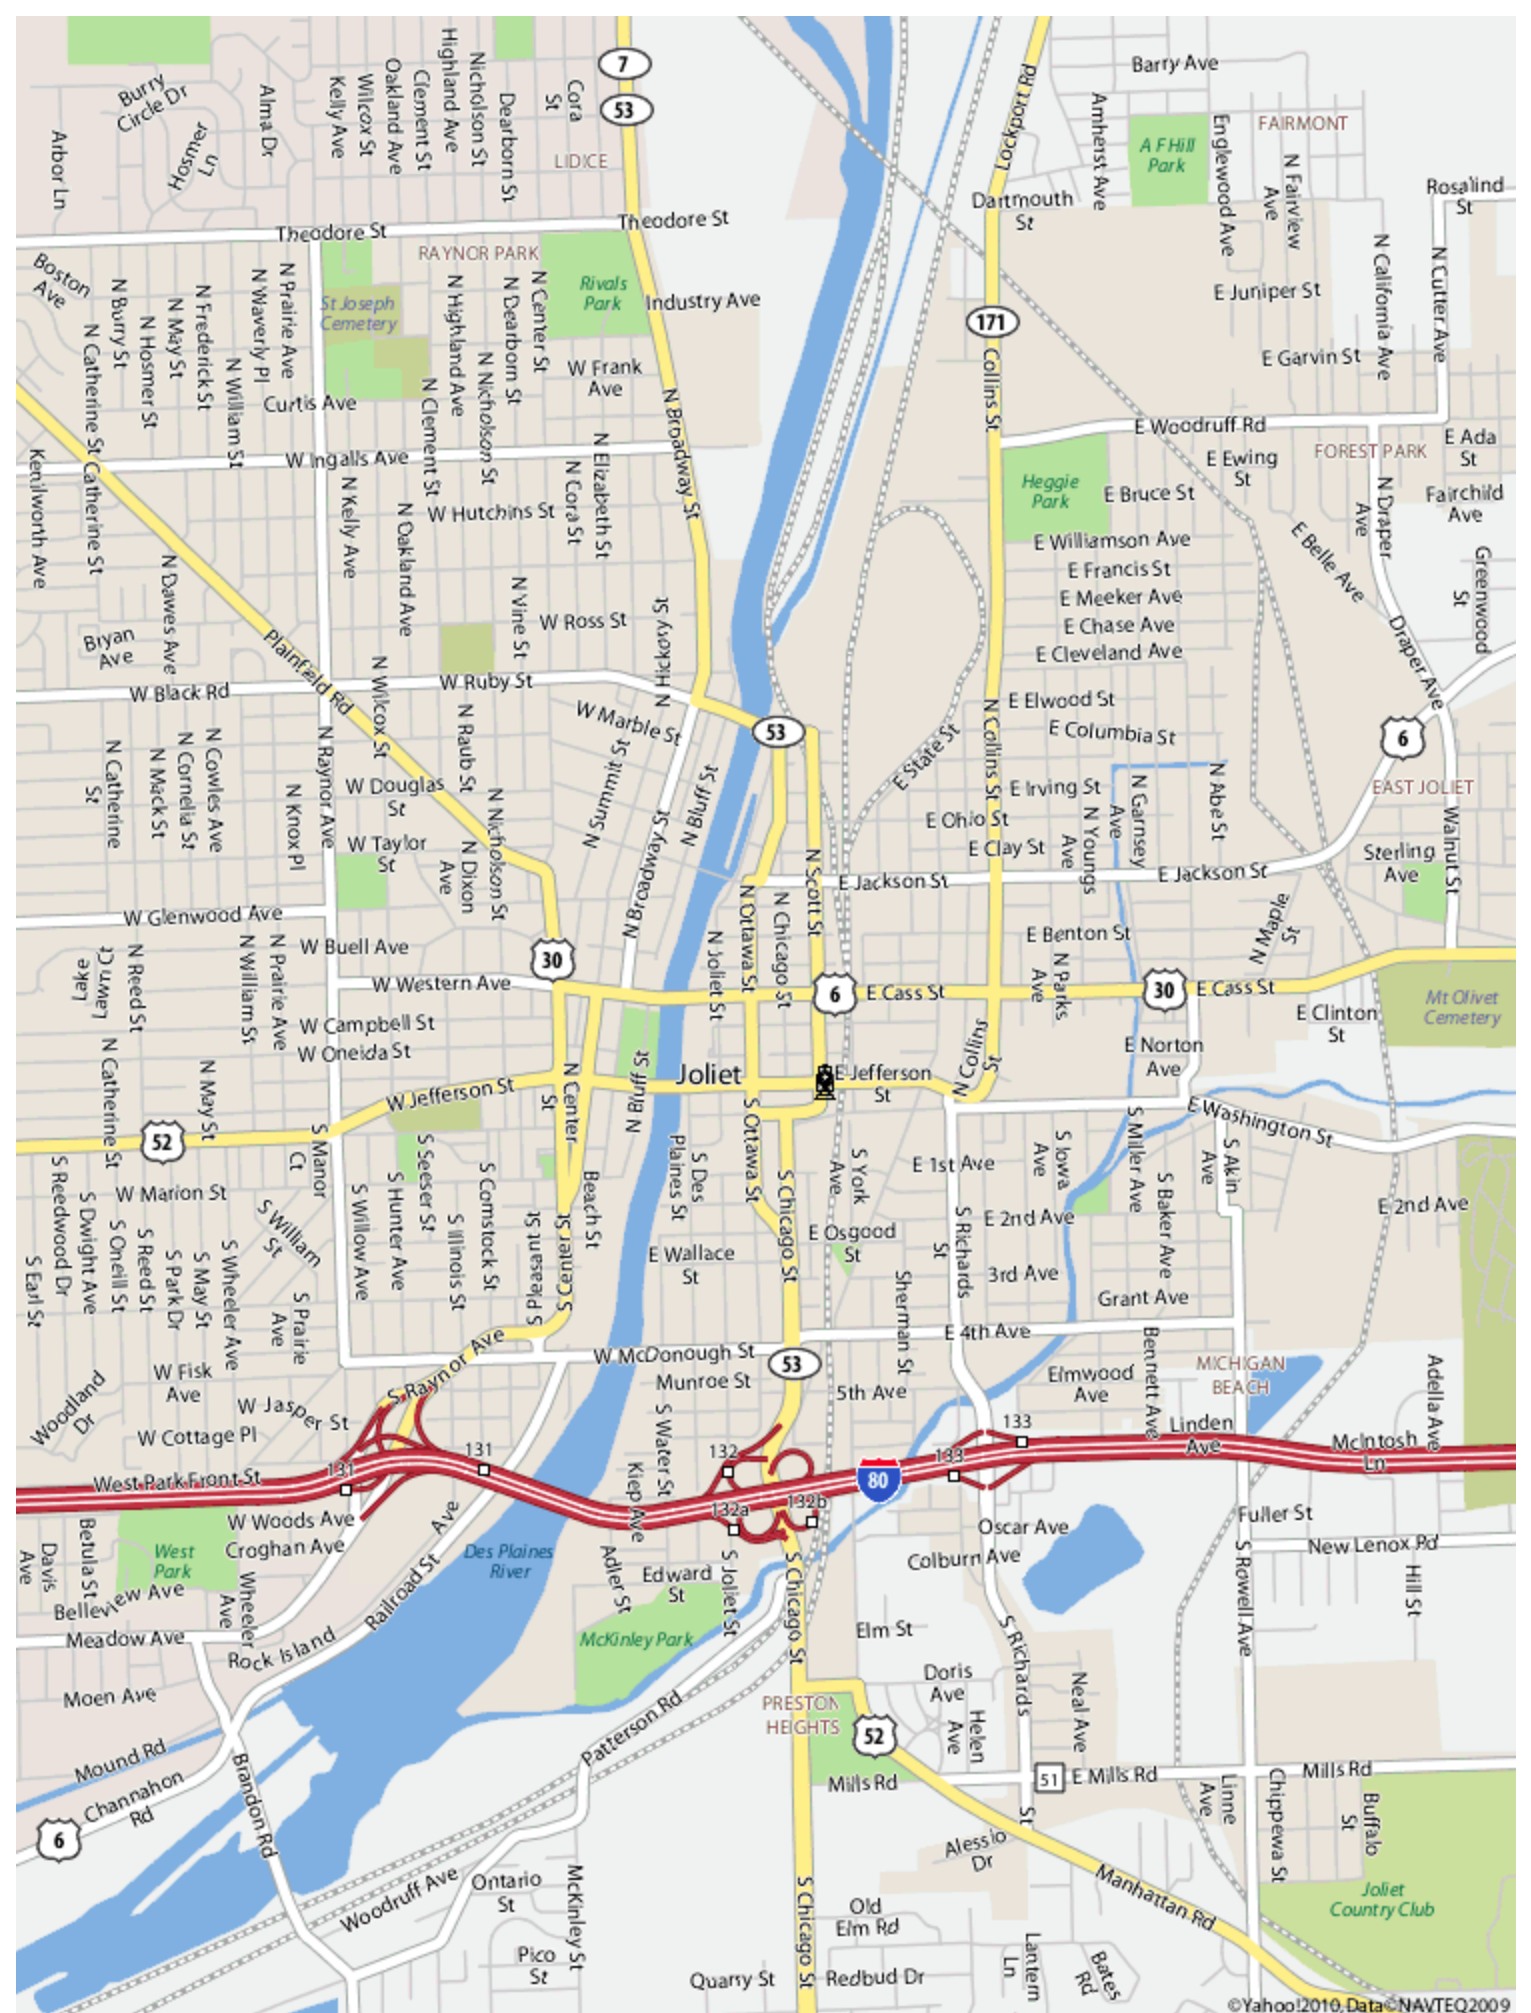 7
53
Barry Ave
Burry
Circle Dr
Alma Dr
Kelly Ave
Wilcox St
Oakland Ave
Clement St
Highland Ave
Nicholson St
Dearborn St
Cora
St
Lockport Rd
Amherst Ave
A F Hill
Park
Englewood Ave
FAIRMONT
N Fairview
Ave
Arbor Ln
Hosmer
Ln
LIDICE
Dartmouth
St
Rosalind
St
Theodore St
Theodore St
RAYNOR PARK
Boston
Ave
N Burry St
N Hosmer St
N May St
N Frederick St
N William St
N Waverly Pl
N Prairie Ave
St Joseph
Cemetery
N Highland Ave
N Nicholson St
N Dearborn St
N Center St
Rivals
Park
Industry Ave
171
E Juniper St
N California Ave
N Cutter Ave
N Catherine St
Curtis Ave
N Clement St
W Frank
Ave
N Broadway St
Collins St
E Garvin St
E Woodruff Rd
FOREST PARK
E Ada
St
Kenilworth Ave
Catherine St
W Ingalls Ave
N Kelly Ave
N Oakland Ave
W Hutchins St
N Cora St
N Elizabeth St
Heggie
Park
E Ewing
St
E Bruce St
N Draper
Ave
Fairchild
Ave
E Williamson Ave
E Francis St
E Meeker Ave
E Chase Ave
E Cleveland Ave
E Belle Ave
Greenwood
St
Bryan
Ave
N Dawes Ave
Plainfield Rd
N Wilcox St
N Vine St
W Ross St
N Hickory St
Draper Ave
W Black Rd
W Ruby St
W Marble St
53
N Collins St
E Elwood St
E Columbia St
6
N Catherine
St
N Mack St
N Cornelia St
N Cowles Ave
N Knox Pl
N Raynor Ave
W Douglas
St
N Raub St
N Nicholson St
N Summit St
N Broadway St
N Bluff St
E State St
E Irving St
N Youngs
Ave
N Garnsey
Ave
N Abe St
EAST JOLIET
Walnut St
W Taylor
St
N Dixon
Ave
N Scott St
E Ohio St
E Clay St
E Jackson St
E Jackson St
Sterling
Ave
W Glenwood Ave
W Buell Ave
Lake
Lawn Ct
N Reed St
N William St
N Prairie Ave
30
W Western Ave
N Joliet St
N Ottawa St
N Chicago St
6
E Cass St
E Benton St
N Parks
Ave
30
E Cass St
N Maple
St
Mt Olivet
Cemetery
E Clinton
St
W Campbell St
W Oneida St
N Catherine St
N May St
W Jefferson St
N Center
St
N Bluff St
Joliet
E Jefferson
St
N Collins
St
E Norton
Ave
E Washington St
52
S Manor
Ct
S Reedwood Dr
S Dwight Ave
S Oneill St
S Reed St
S Park Dr
S May St
S Wheeler Ave
S Earl St
W Marion St
S William
St
S Willow Ave
S Hunter Ave
S Seeser St
S Illinois St
S Comstock St
S Pleasant St
S Center St
Beach St
S Des
Plaines St
S Ottawa St
S Chicago St
S York
Ave
E 1st Ave
S Iowa
Ave
S Miller Ave
S Baker Ave
S Akin
Ave
E 2nd Ave
E 2nd Ave
E Osgood
St
S Richards
St
E Wallace
St
3rd Ave
Grant Ave
Sherman St
S Prairie
Ave
S Raynor Ave
W McDonough St
53
E 4th Ave
Bennett Ave
MICHIGAN
BEACH
Adella Ave
Woodland
Dr
W Fisk
Ave
W Jasper St
W Cottage Pl
Munroe St
5th Ave
Elmwood
Ave
Linden
Ave
McIntosh
Ln
West Park Front St
131
131
S Water St
Kiep Ave
132
132a
132b
80
133
133
Fuller St
New Lenox Rd
W Woods Ave
Croghan Ave
West
Park
Davis
Ave
Betula St
Bellevew Ave
Wheeler
Ave
Railroad St
Ave
Rock Island
Des Plaines
River
Adler St
Edward
St
S Joliet St
S Chicago St
Oscar Ave
Colburn Ave
S Rowell Ave
Hill St
Meadow Ave
McKinley Park
Elm St
S Richards
St
Doris
Ave
Helen
Ave
Neal Ave
Moen Ave
Mound Rd
Channahon
Rd
6
Brandon Rd
Patterson Rd
PRESTON
HEIGHTS
52
Mills Rd
51
E Mills Rd
Mills Rd
Linne
Ave
Chippewa St
Buffalo
St
Alessio
Dr
Manhattan Rd
Woodruff Ave
Ontario
St
McKinley St
S Chicago St
Old
Elm Rd
Joliet
Country Club
Pico
St
Quarry St
Redbud Dr
Lantern
Ln
Bates
Rd
©Yahoo!2010, Data©NAVTEQ2009